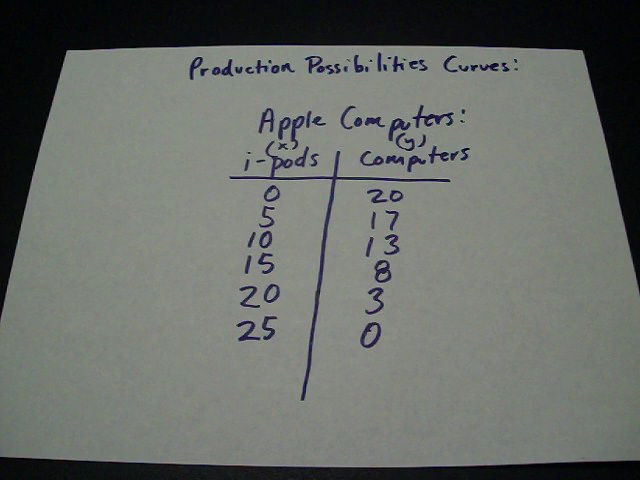 Production Possibilities Curves:
Apple Computers:
(x) (y)
i-pods computers
0 20
5 17
10 13
15 8
20 3
25 0